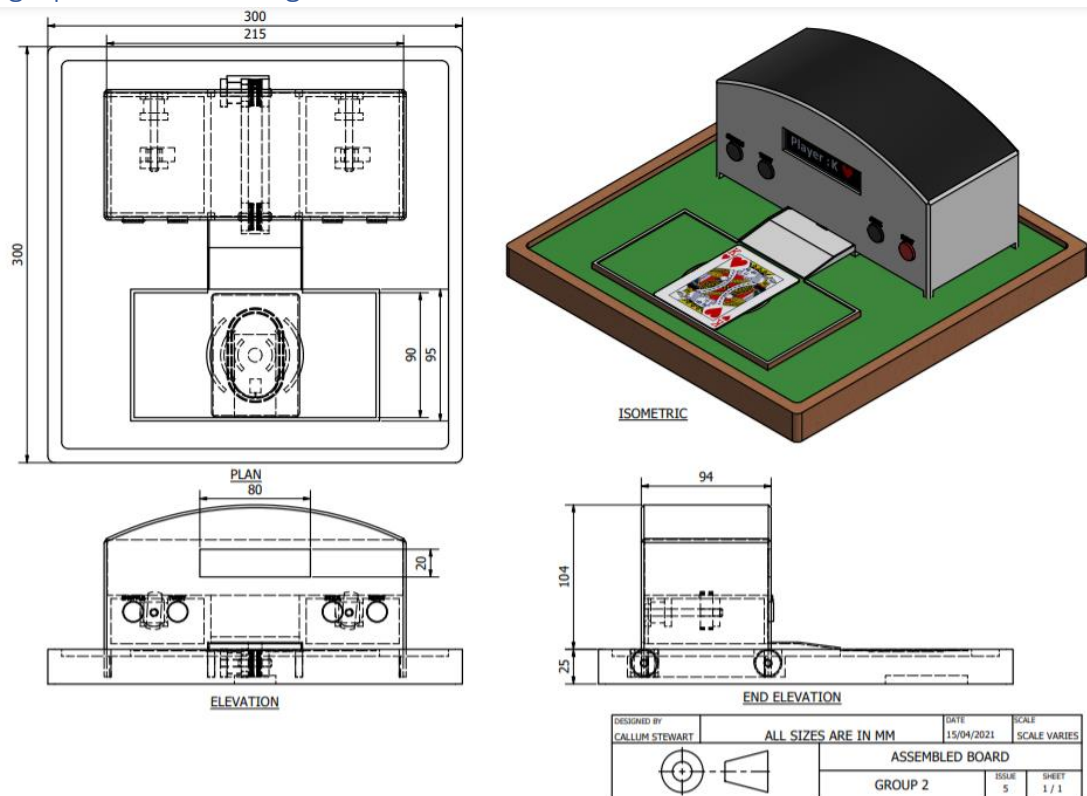 300
215
300
90
95
PLAN
Player : K
K
K
ISOMETRIC
80
20
ELEVATION
94
104
25
END ELEVATION
DESIGNED BY
CALLUM STEWART
ALL SIZES ARE IN MM
DATE
15/04/2021
SCALE
SCALE VARIES
ASSEMBLED BOARD
GROUP 2
ISSUE
5
SHEET
1 / 1